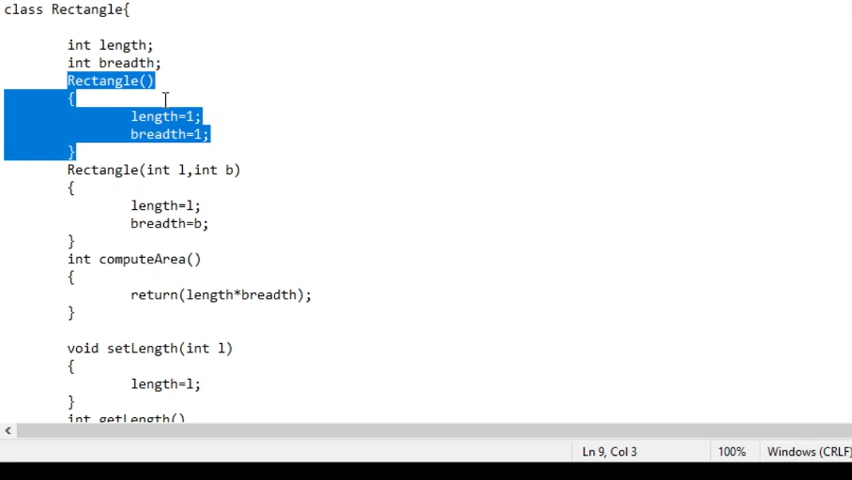 class Rectangle{
int length;
int breadth;
Rectangle()
{
length=1;
breadth=1;
}
Rectangle(int l,int b)
{
length=l;
breadth=b;
}
int computeArea()
{
return(length*breadth);
}
void setLength(int l)
{
length=l;
}
int getLength()
Ln 9, Col 3
100%
Windows (CRLF)